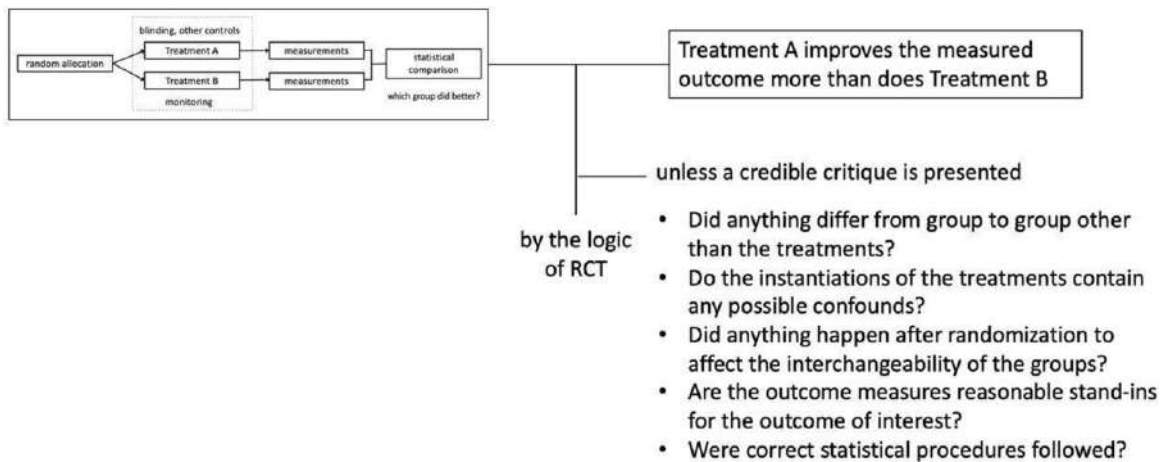 blinding, other controls
random allocation
Treatment A
measurements
Treatment B
measurements
monitoring
statistical
comparison
which group did better?
Treatment A improves the measured
outcome more than does Treatment B
unless a credible critique is presented
by the logic
of RCT
• Did anything differ from group to group other
than the treatments?
• Do the instantiations of the treatments contain
any possible confounds?
• Did anything happen after randomization to
affect the interchangeability of the groups?
• Are the outcome measures reasonable stand-ins
for the outcome of interest?
• Were correct statistical procedures followed?